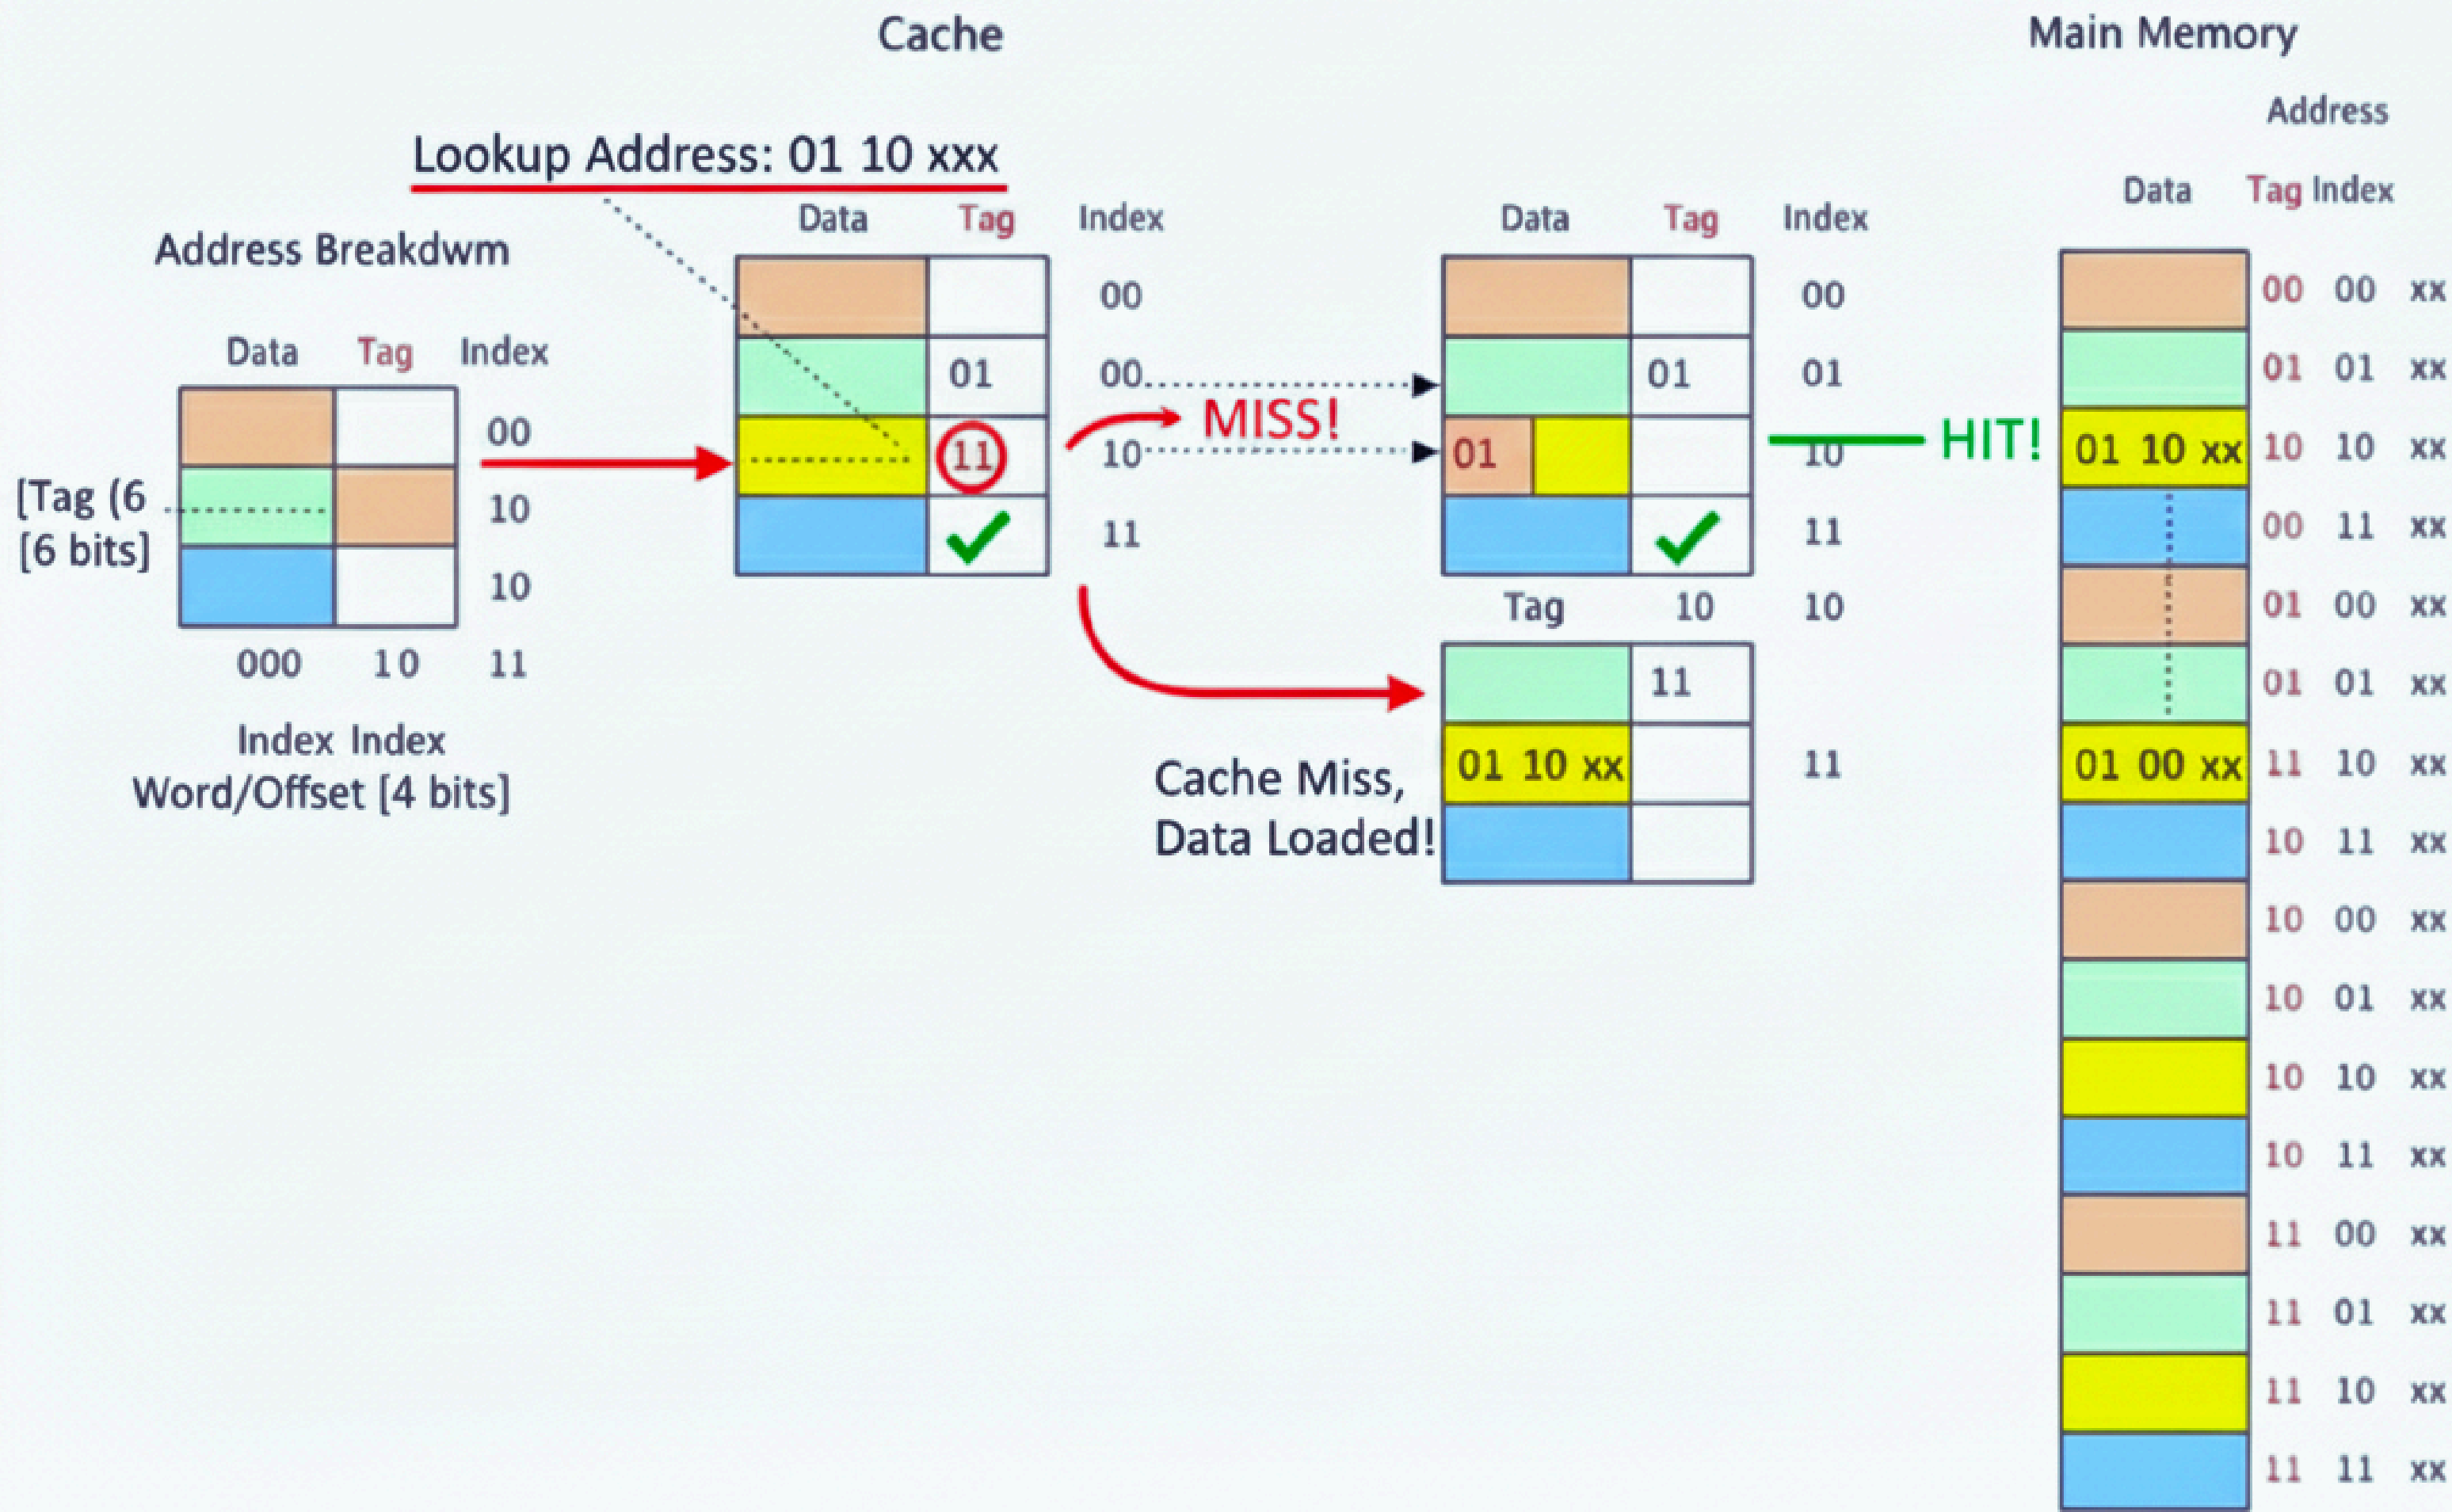 Cache
Main Memory
Address
Lookup Address: 01 10 xxx
Data Tag Index
Address Breakdwm
Data Tag Index
00
10
10
000 10 11
[Tag (6
[6 bits]
Index Index
Word/Offset [4 bits]
Data Tag Index
00
01 00
11 10
11
MISS!
Data Tag Index
00
01 01
01 10
11
Tag 10 10
11
01 10 xx 11
Cache Miss,
Data Loaded!
HIT!
00 00 xx
01 01 xx
01 10 xx 10 10 xx
00 11 xx
01 00 xx
01 01 xx
01 00 xx 11 10 xx
10 11 xx
10 00 xx
10 01 xx
10 10 xx
10 11 xx
11 00 xx
11 01 xx
11 10 xx
11 11 xx